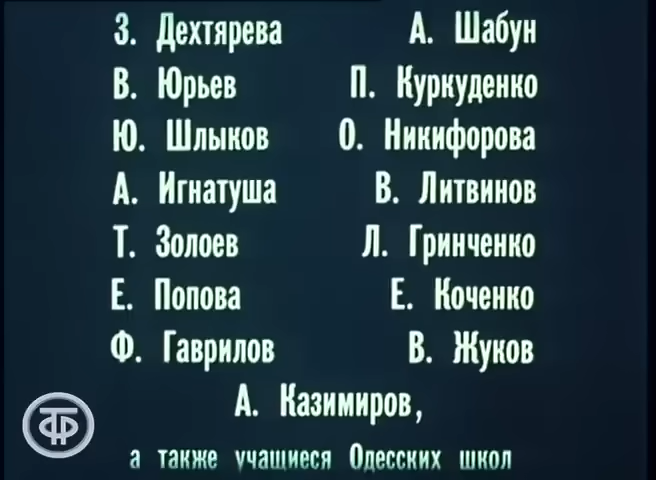 З. Дехтярева А. Шабун
В. Юрьев П. Куркуденко
Ю. Шлыков О. Никифорова
А. Игнатуша В. Литвинов
Т. Золоев Л. Гринченко
Е. Попова Е. Коченко
Ф. Гаврилов В. Жуков
А. Казимиров,
а также учащиеся Одесских школ